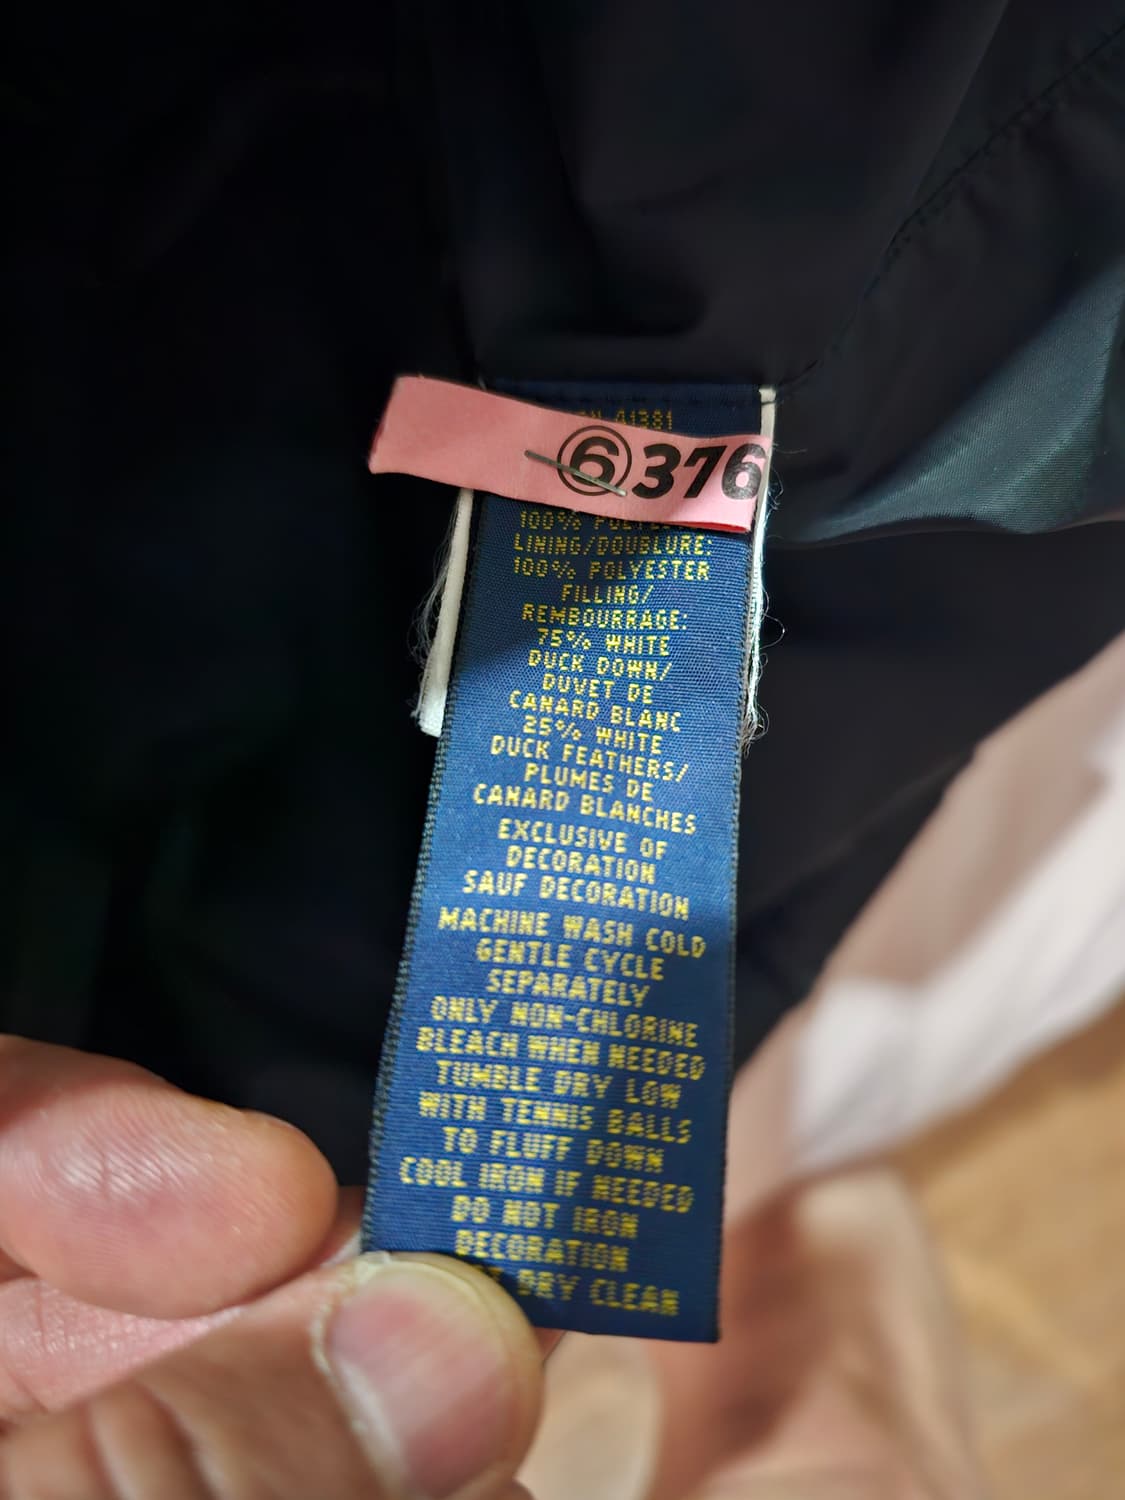 41381
⑥376
100%
LINING/DOUBLURE:
100% POLYESTER
FILLING/
REMBOURRAGE:
75% WHITE
DUCK DOWN/
DUVET DE
CANARD BLANC
25% WHITE
DUCK FEATHERS/
PLUMES DE
CANARD BLANCHES
EXCLUSIVE OF
DECORATION
SAUF DECORATION
MACHINE WASH COLD
GENTLE CYCLE
SEPARATELY
ONLY NON-CHLORINE
BLEACH WHEN NEEDED
TUMBLE DRY LOW
WITH TENNIS BALLS
TO FLUFF DOWN
COOL IRON IF NEEDED
DO NOT IRON
DECORATION
DRY CLEAN